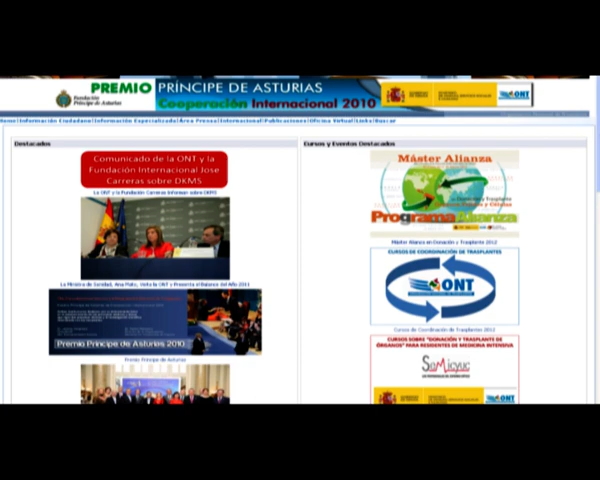 PREMIO PRÍNCIPE DE ASTURIAS
Fundación
Príncipe de Asturias
Cooperación Internacional 2010
ONT
Home|Información Ciudadana|Información Especializada|Área Prensa|Internacional|Publicaciones|Oficina Virtual|Links|Buscar
Destacados
Comunicado de la ONT y la
Fundación Internacional Jose
Carreras sobre DKMS
La ONT y la Fundación Carreras Informan sobre DKMS
La Ministra de Sanidad, Ana Mato, Visita la ONT y Presenta el Balance del Año 2011
Premio Príncipe de Asturias 2010
Premio Príncipe de Asturias
Cursos y Eventos Destacados
Máster Alianza
Programa Alianza
Máster Alianza en Donación y Trasplante 2012
CURSOS DE COORDINACIÓN DE TRASPLANTES
ONT
Cursos de Coordinación de Trasplantes 2012
CURSOS SOBRE "DONACIÓN Y TRASPLANTE DE
ÓRGANOS" PARA RESIDENTES DE MEDICINA INTENSIVA
ONT